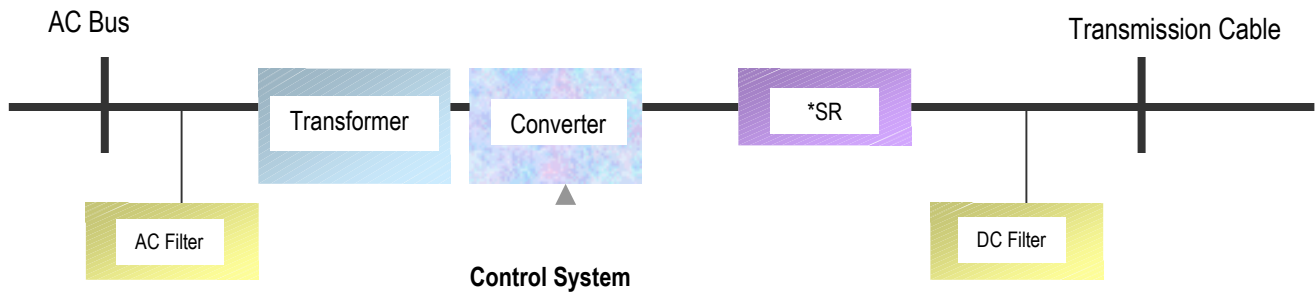 AC Bus
Transmission Cable
Transformer
Converter
*SR
AC Filter
DC Filter
Control System